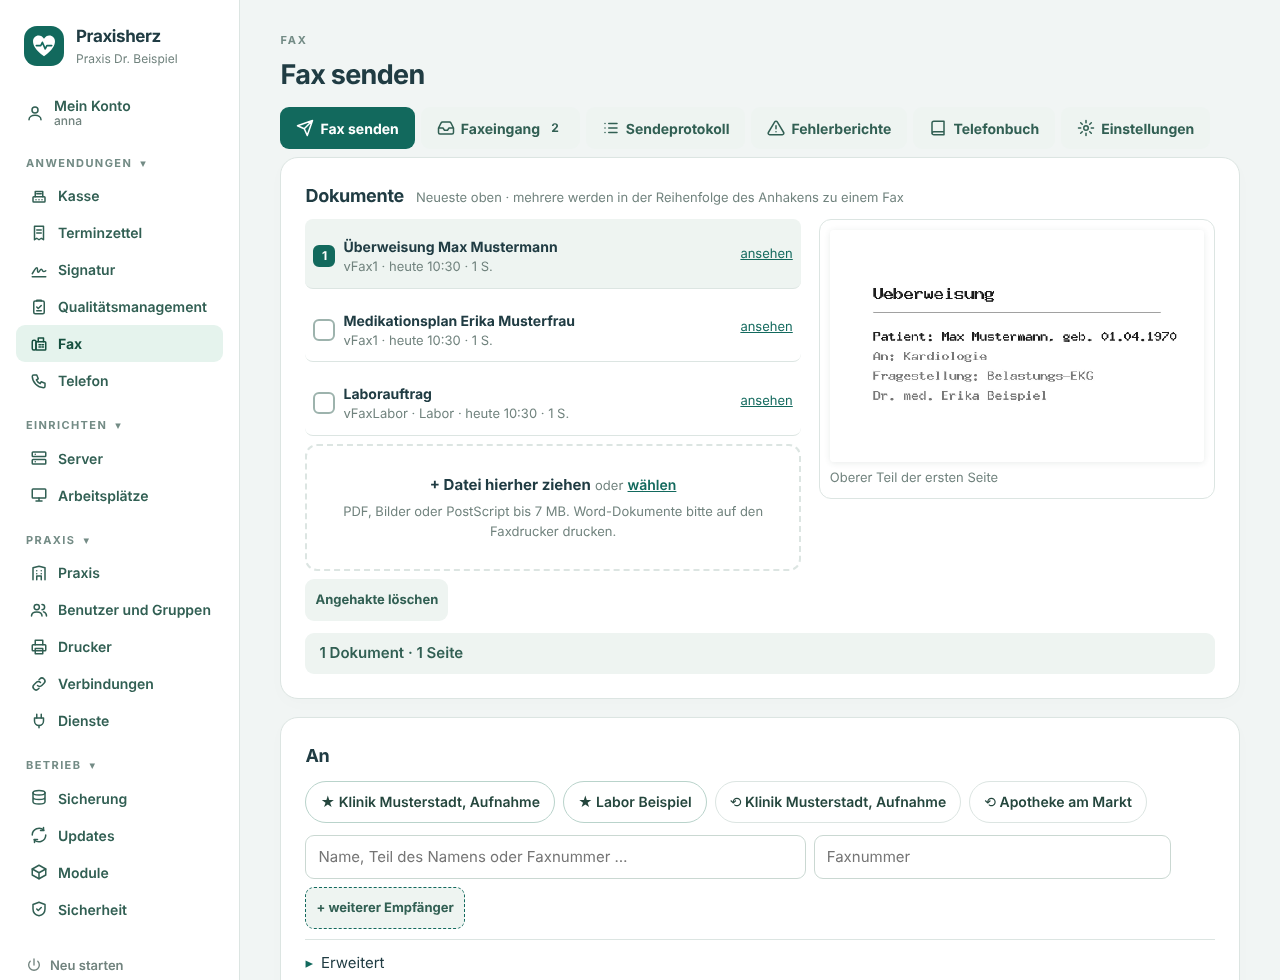 Praxisherz
Praxis Dr. Beispiel
Mein Konto
anna
ANWENDUNGEN ▼
Kasse
Terminzettel
Signatur
Qualitätsmanagement
Fax
Telefon
EINRICHTEN ▼
Server
Arbeitsplätze
PRAXIS ▼
Praxis
Benutzer und Gruppen
Drucker
Verbindungen
Dienste
BETRIEB ▼
Sicherung
Updates
Module
Sicherheit
Neu starten
FAX
Fax senden
Fax senden
Faxeingang 2
Sendeprotokoll
Fehlerberichte
Telefonbuch
Einstellungen
Dokumente Neueste oben · mehrere werden in der Reihenfolge des Anhakens zu einem Fax
1 Überweisung Max Mustermann ansehen
vFax1 · heute 10:30 · 1 S.
Medikationsplan Erika Musterfrau ansehen
vFax1 · heute 10:30 · 1 S.
Laborauftrag ansehen
vFaxLabor · Labor · heute 10:30 · 1 S.
+ Datei hierher ziehen oder wählen
PDF, Bilder oder PostScript bis 7 MB. Word-Dokumente bitte auf den
Faxdrucker drucken.
Angehakte löschen
1 Dokument · 1 Seite
Ueberweisung
Patient: Max Mustermann, geb. 01.04.1970
An: Kardiologie
Fragestellung: Belastungs-EKG
Dr. med. Erika Beispiel
Oberer Teil der ersten Seite
An
★ Klinik Musterstadt, Aufnahme
★ Labor Beispiel
⟲ Klinik Musterstadt, Aufnahme
⟲ Apotheke am Markt
Name, Teil des Namens oder Faxnummer ...
Faxnummer
+ weiterer Empfänger
▸ Erweitert